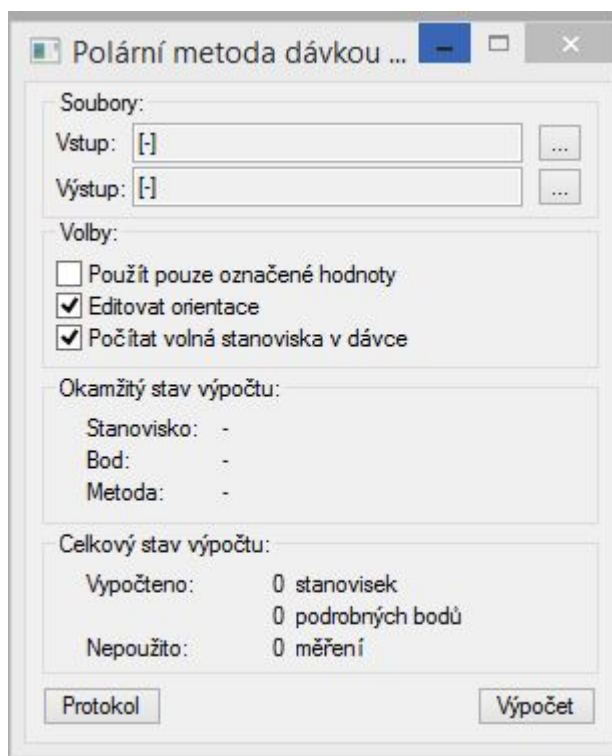 Polární metoda dávkou ...
Soubory:
Vstup: [-] ...
Výstup: [-] ...
Volby:
Použít pouze označené hodnoty
Editovat orientace
Počítat volná stanoviska v dávce
Okamžitý stav výpočtu:
Stanovisko: -
Bod: -
Metoda: -
Celkový stav výpočtu:
Vypočteno: 0 stanovisek
0 podrobných bodů
Nepoužito: 0 měření
Protokol Výpočet